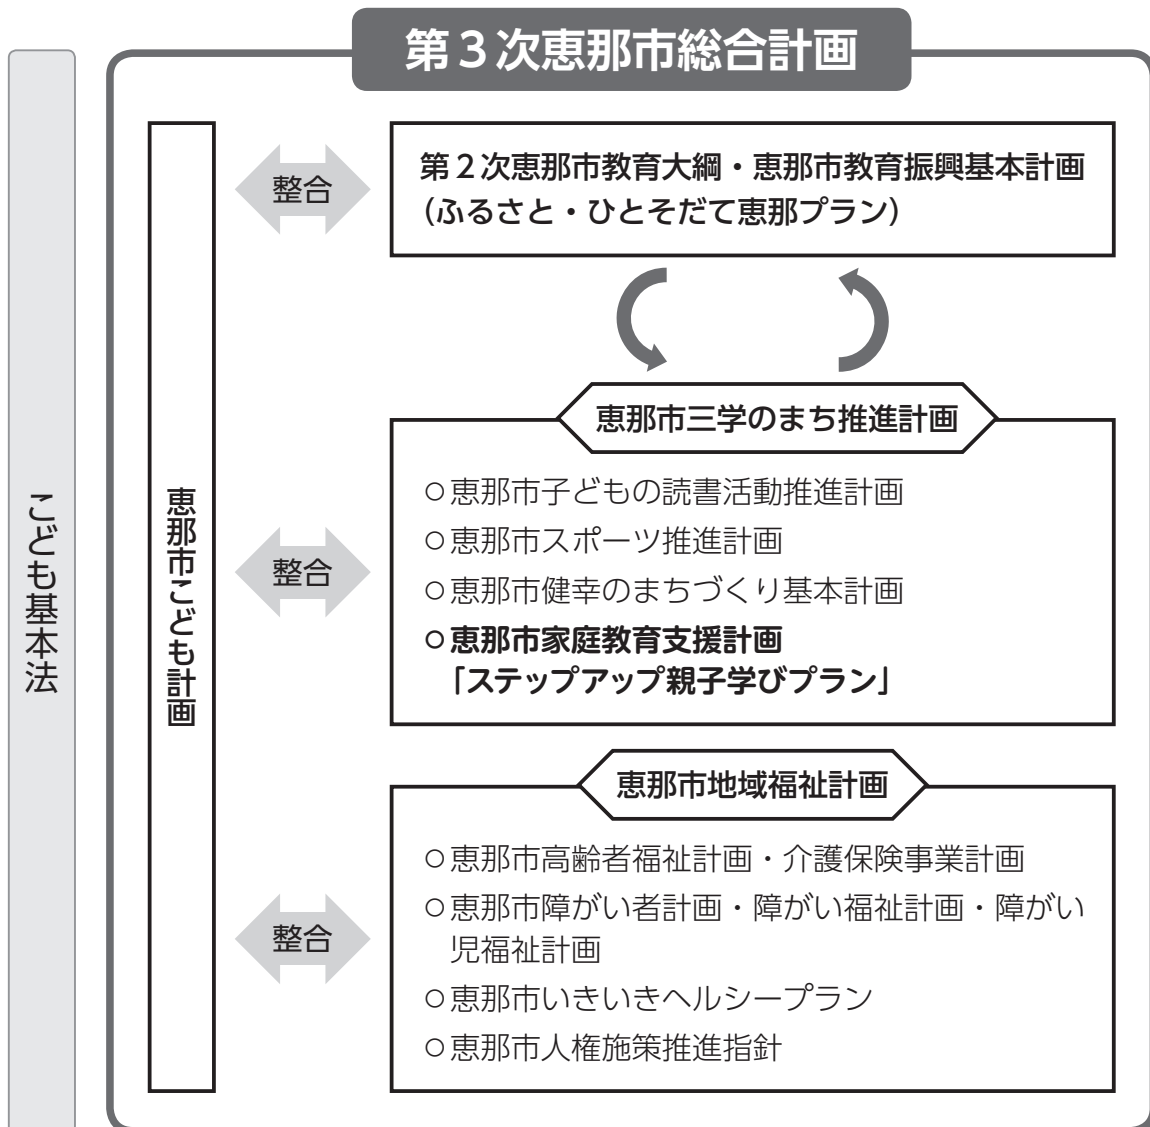 第3次恵那市総合計画
こども基本法
恵那市こども計画
整合
第2次恵那市教育大綱・恵那市教育振興基本計画
（ふるさと・ひとそだて恵那プラン）
恵那市三学のまち推進計画
整合
○恵那市子どもの読書活動推進計画
○恵那市スポーツ推進計画
○恵那市健幸のまちづくり基本計画
○恵那市家庭教育支援計画
「ステップアップ親子学びプラン」
恵那市地域福祉計画
整合
○恵那市高齢者福祉計画・介護保険事業計画
○恵那市障がい者計画・障がい福祉計画・障がい
児福祉計画
○恵那市いきいきヘルシープラン
○恵那市人権施策推進指針